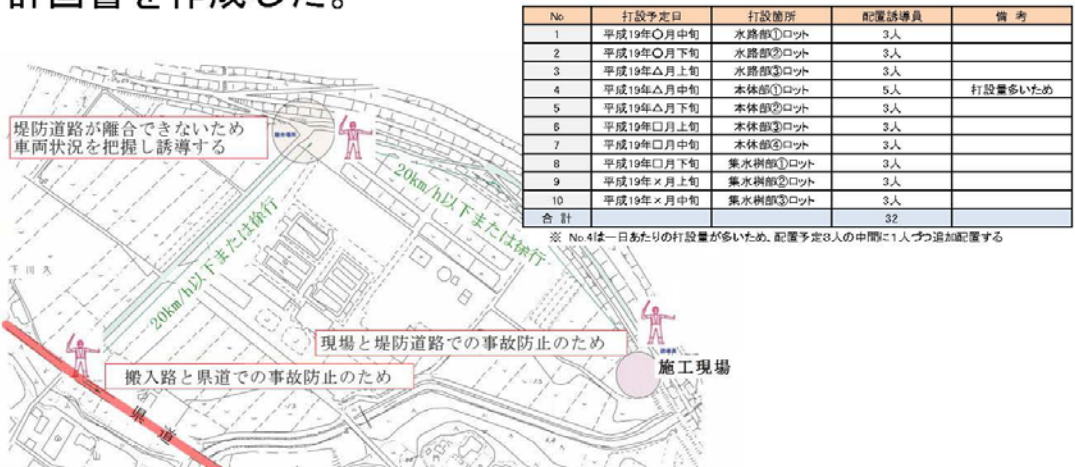 計画書を作成した。
No 打設予定日 打設箇所 配置誘導員 備 考
1 平成19年〇月中旬 水路部①ロット 3人
2 平成19年〇月下旬 水路部②ロット 3人
3 平成19年△月上旬 水路部③ロット 3人
4 平成19年△月中旬 本体部①ロット 5人 打設量多いため
5 平成19年△月下旬 本体部②ロット 3人
6 平成19年□月上旬 本体部③ロット 3人
7 平成19年□月中旬 本体部④ロット 3人
8 平成19年□月下旬 集水桝部①ロット 3人
9 平成19年×月上旬 集水桝部②ロット 3人
10 平成19年×月中旬 集水桝部③ロット 3人
合 計 32
※ No.4は一日あたりの打設量が多いため、配置予定3人の中間に1人づつ追加配置する
堤防道路が離合できないため
車両状況を把握し誘導する
20km/h以下または徐行
20km/h以下または徐行
下川久
現場と堤防道路での事故防止のため
施工現場
搬入路と県道での事故防止のため
県道